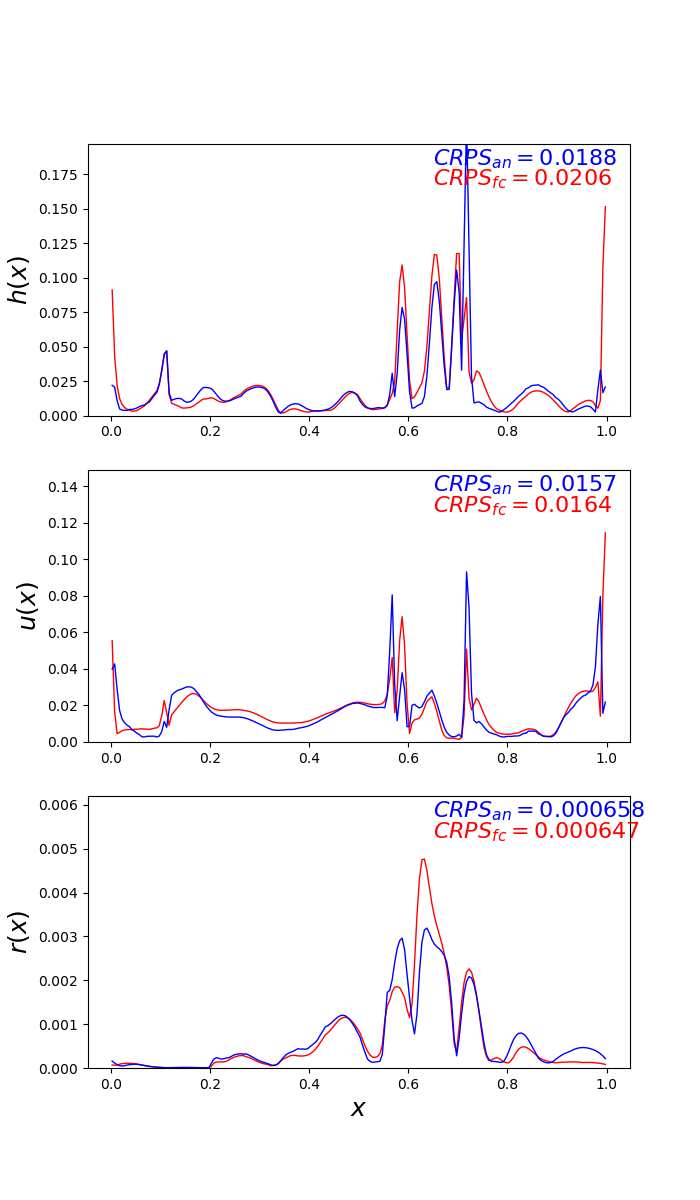 CRPS_an = 0.0188
CRPS_fc = 0.0206
h(x)
0.175
0.150
0.125
0.100
0.075
0.050
0.025
0.000
0.0 0.2 0.4 0.6 0.8 1.0
CRPS_an = 0.0157
CRPS_fc = 0.0164
u(x)
0.14
0.12
0.10
0.08
0.06
0.04
0.02
0.00
0.0 0.2 0.4 0.6 0.8 1.0
CRPS_an = 0.000658
CRPS_fc = 0.000647
r(x)
0.006
0.005
0.004
0.003
0.002
0.001
0.000
0.0 0.2 0.4 0.6 0.8 1.0
x